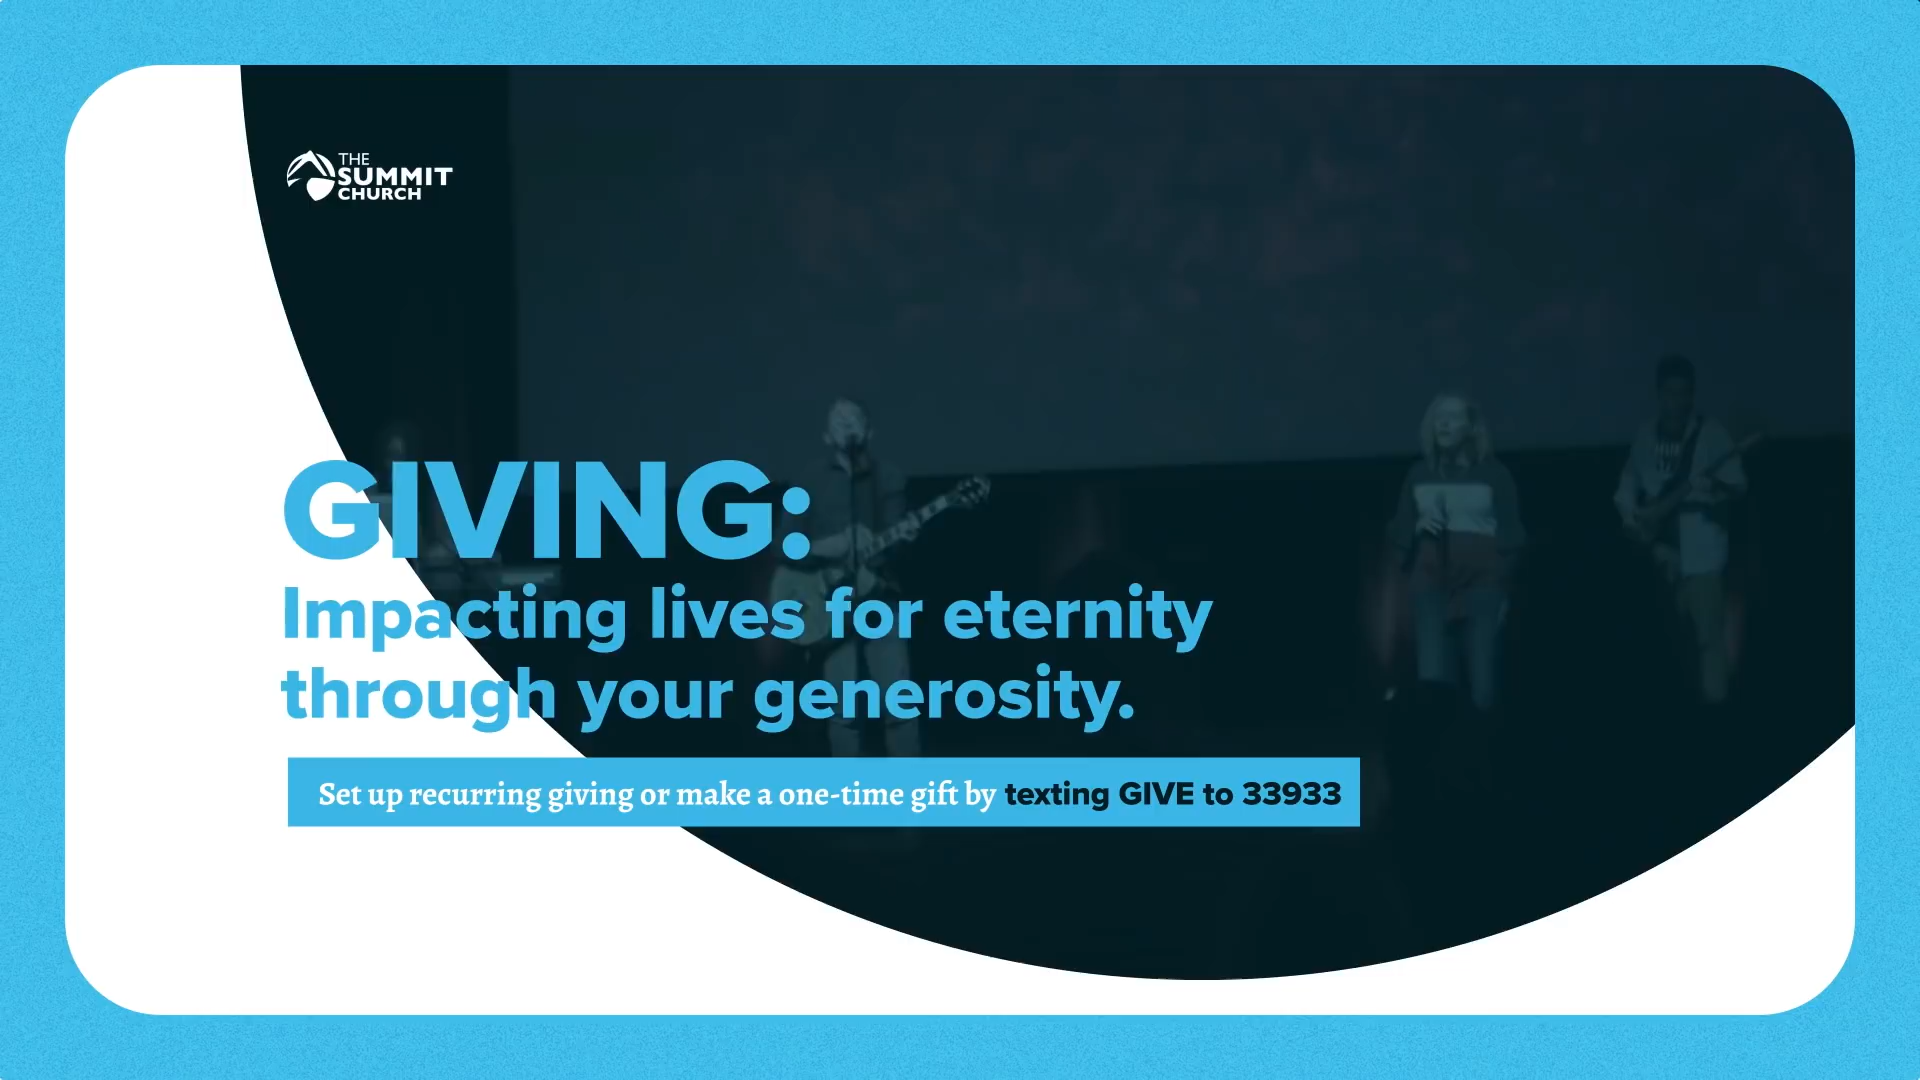 THE
SUMMIT
CHURCH
GIVING:
Impacting lives for eternity
through your generosity.
Set up recurring giving or make a one-time gift by texting GIVE to 33933